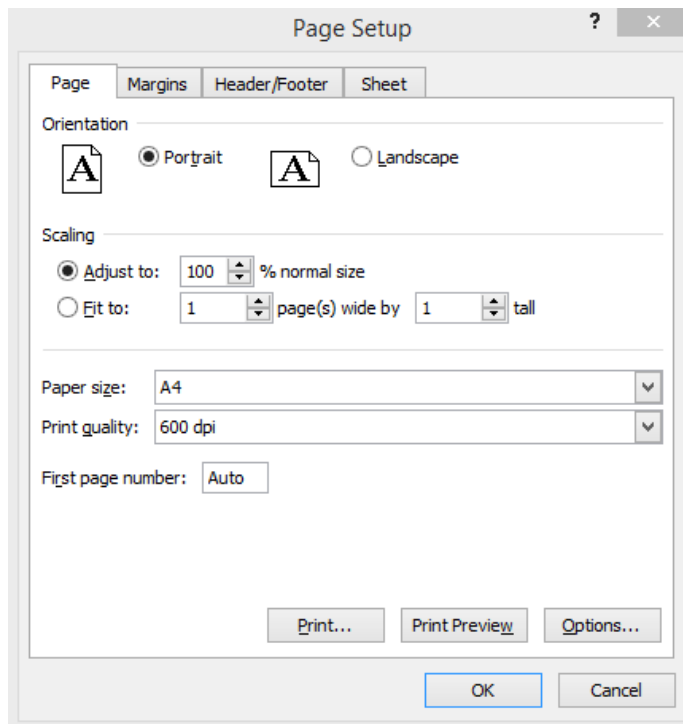 Page Setup ?
Page Margins Header/Footer Sheet
Orientation
A Portrait A Landscape
Scaling
Adjust to: 100 % normal size
Fit to: 1 page(s) wide by 1 tall
Paper size: A4
Print quality: 600 dpi
First page number: Auto
Print... Print Preview Options...
OK Cancel